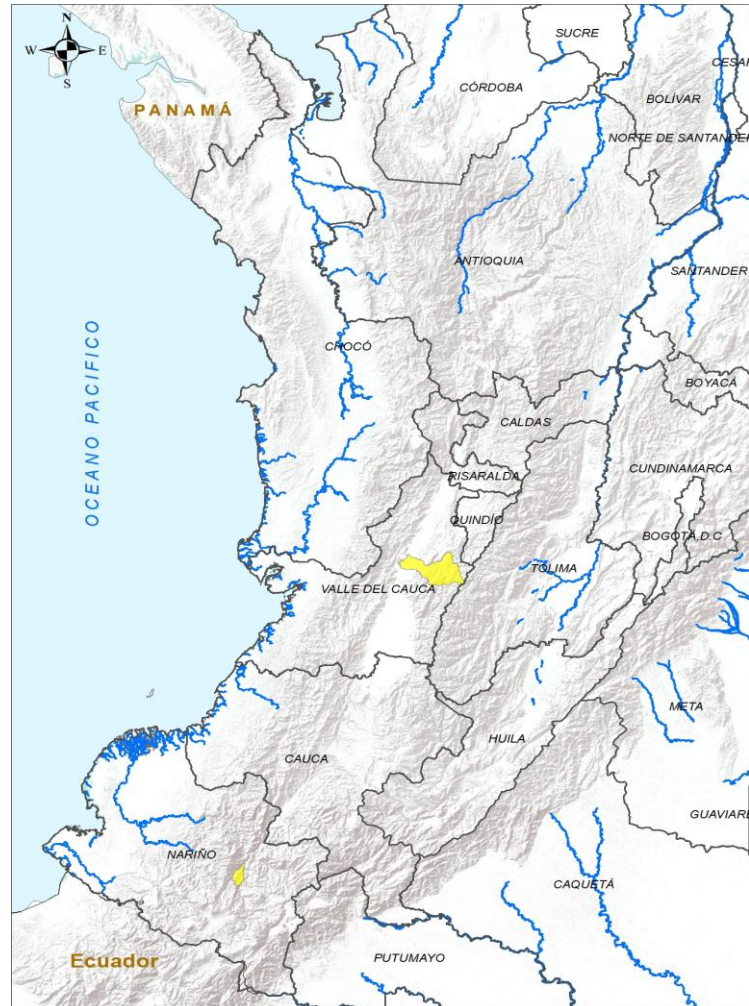 N
W E
S
SUCRE
CESAR
CÓRDOBA
BOLÍVAR
PANAMÁ
NORTE DE SANTANDER
ANTIOQUIA
SANTANDER
OCEANO PACIFICO
CHOCÓ
BOYACÁ
CALDAS
CUNDINAMARCA
RISARALDA
QUINDÍO
BOGOTÁ,D.C
TOLIMA
VALLE DEL CAUCA
META
HUILA
CAUCA
GUAVIARE
NARIÑO
CAQUETÁ
PUTUMAYO
Ecuador